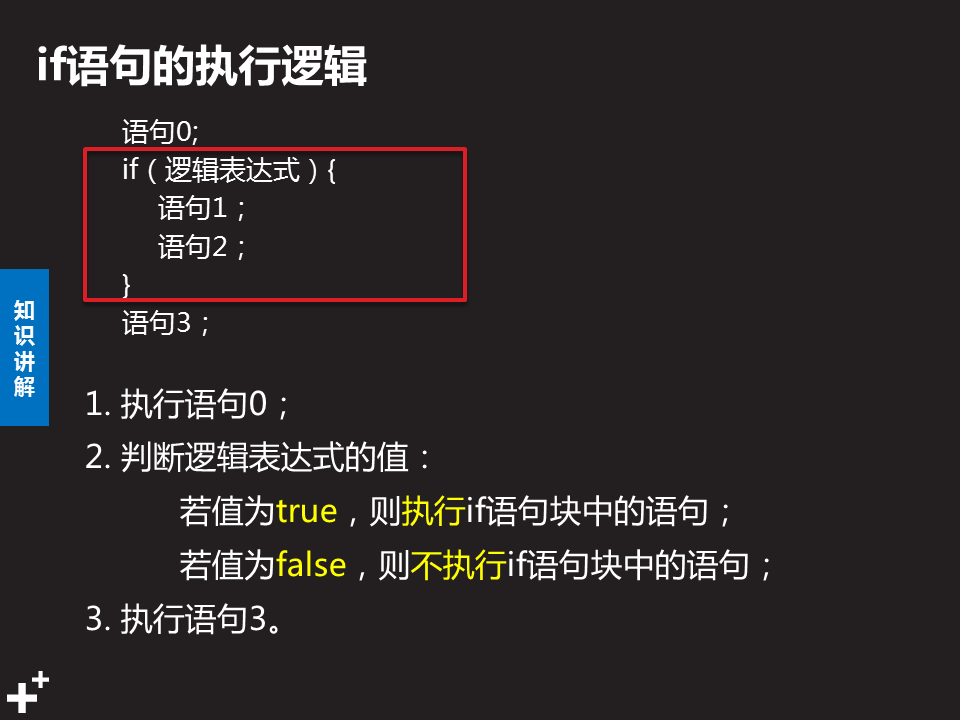 if语句的执行逻辑
语句0;
if（逻辑表达式）{
语句1；
语句2；
}
语句3；
知识讲解
1. 执行语句0；
2. 判断逻辑表达式的值：
若值为true，则执行if语句块中的语句；
若值为false，则不执行if语句块中的语句；
3. 执行语句3。